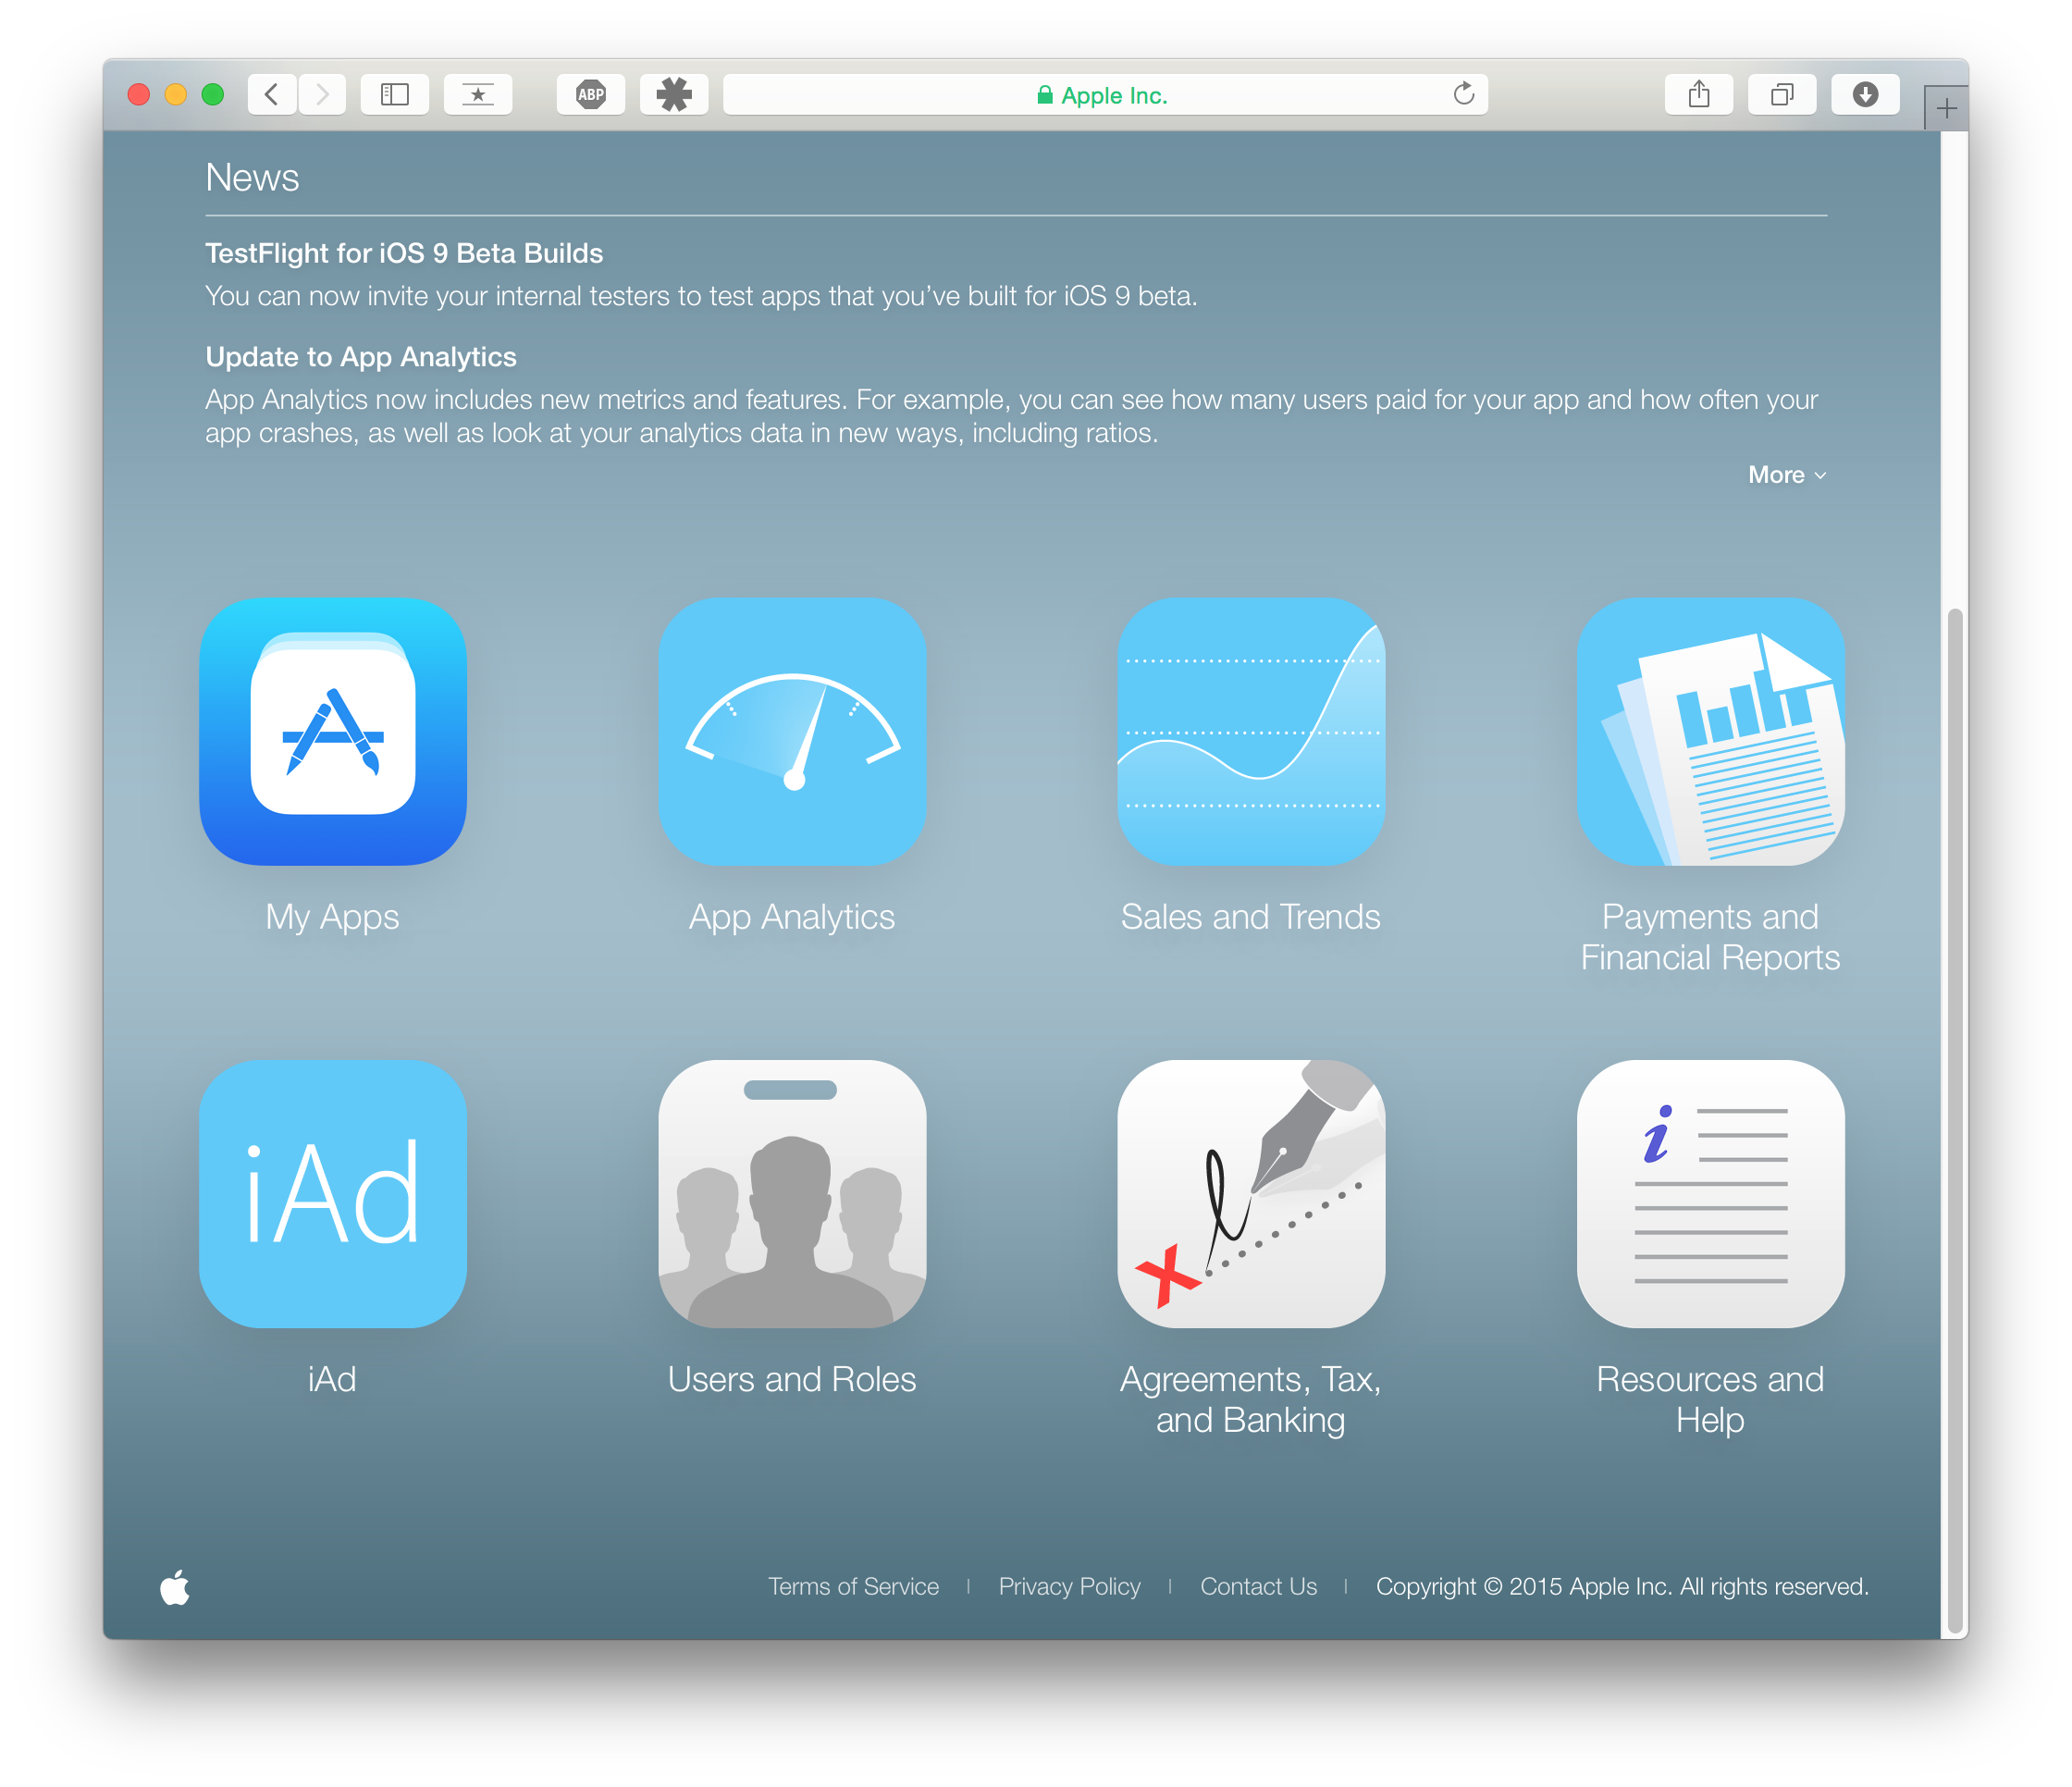 ABP
Apple Inc.
News
TestFlight for iOS 9 Beta Builds
You can now invite your internal testers to test apps that you’ve built for iOS 9 beta.
Update to App Analytics
App Analytics now includes new metrics and features. For example, you can see how many users paid for your app and how often your
app crashes, as well as look at your analytics data in new ways, including ratios.
More
My Apps
App Analytics
Sales and Trends
Payments and
Financial Reports
iAd
i
X
iAd
Users and Roles
Agreements, Tax,
and Banking
Resources and
Help
Terms of Service
Privacy Policy
Contact Us
Copyright © 2015 Apple Inc. All rights reserved.